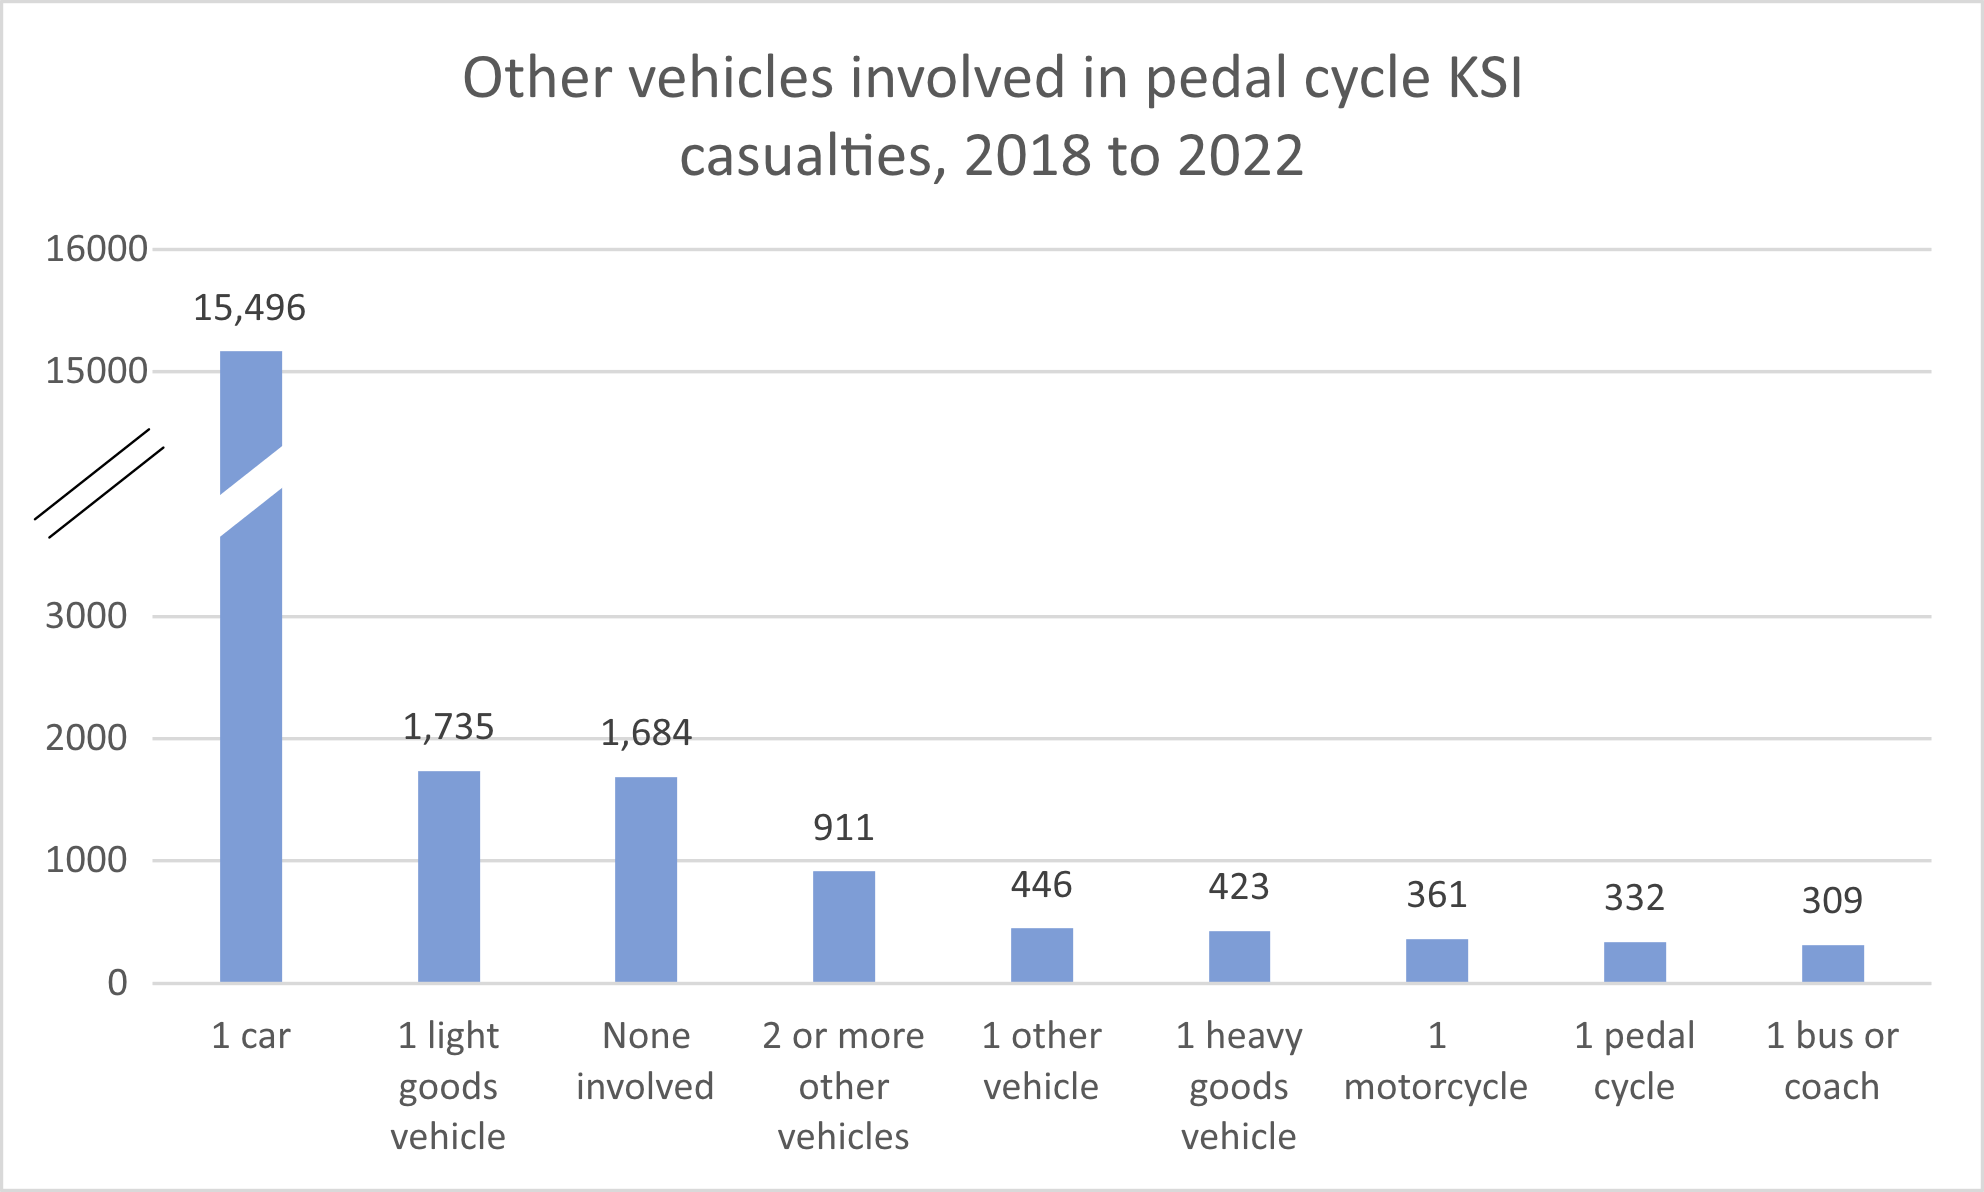 Other vehicles involved in pedal cycle KSI
casualties, 2018 to 2022
16000
15,496
15000
3000
2000
1,735
1,684
911
1000
446
423
361
332
309
0
1 car
1 light
goods
vehicle
None
involved
2 or more
other
vehicles
1 other
vehicle
1 heavy
goods
vehicle
1
motorcycle
1 pedal
cycle
1 bus or
coach